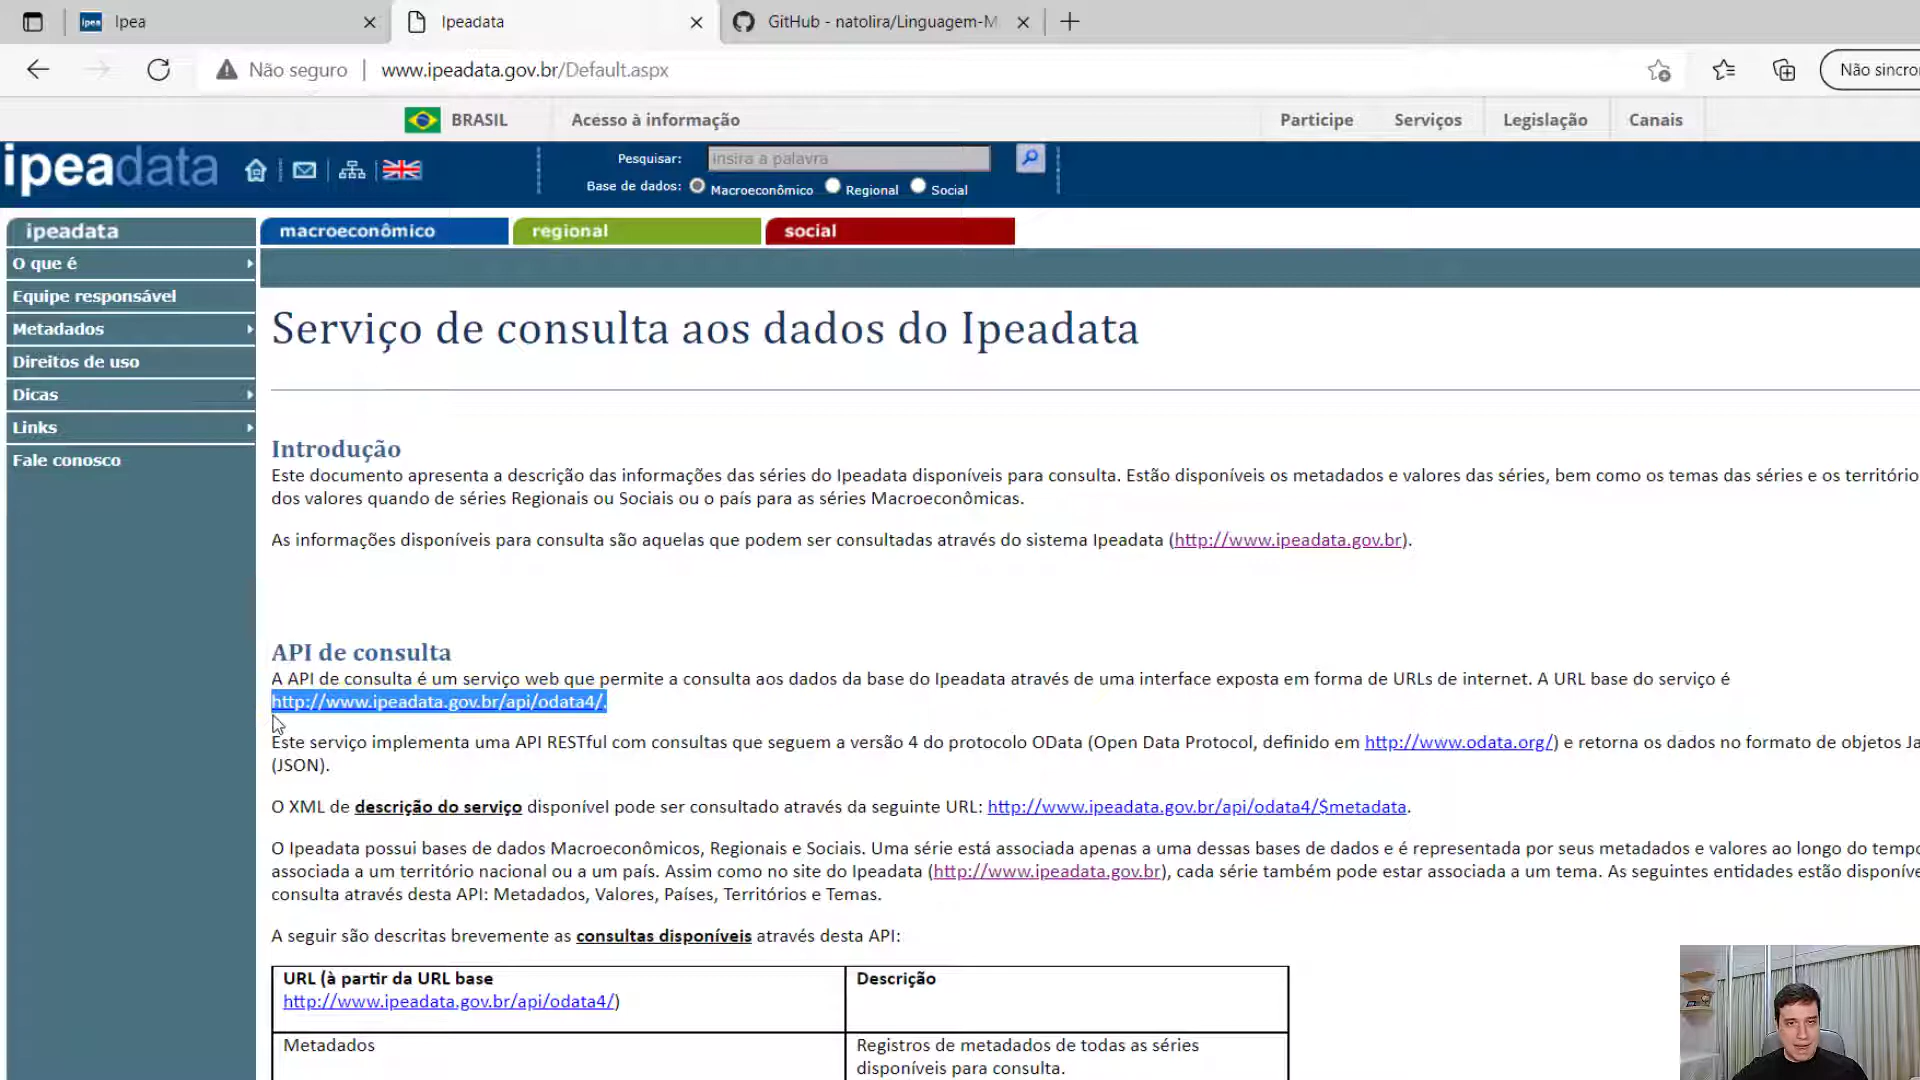 Ipea
Ipeadata
GitHub - natolira/Linguagem-M
Não seguro www.ipeadata.gov.br/Default.aspx
Não sincro
BRASIL Acesso à informação Participe Serviços Legislação Canais
ipeadata
Pesquisar: insira a palavra
Base de dados: Macroeconômico Regional Social
ipeadata macroeconômico regional social
O que é
Equipe responsável
Metadados
Direitos de uso
Dicas
Links
Fale conosco
Serviço de consulta aos dados do Ipeadata
Introdução
Este documento apresenta a descrição das informações das séries do Ipeadata disponíveis para consulta. Estão disponíveis os metadados e valores das séries, bem como os temas das séries e os território
dos valores quando de séries Regionais ou Sociais ou o país para as séries Macroeconômicas.
As informações disponíveis para consulta são aquelas que podem ser consultadas através do sistema Ipeadata (http://www.ipeadata.gov.br).
API de consulta
A API de consulta é um serviço web que permite a consulta aos dados da base do Ipeadata através de uma interface exposta em forma de URLs de internet. A URL base do serviço é
http://www.ipeadata.gov.br/api/odata4/.
Este serviço implementa uma API RESTful com consultas que seguem a versão 4 do protocolo OData (Open Data Protocol, definido em http://www.odata.org/) e retorna os dados no formato de objetos Ja
(JSON).
O XML de descrição do serviço disponível pode ser consultado através da seguinte URL: http://www.ipeadata.gov.br/api/odata4/$metadata.
O Ipeadata possui bases de dados Macroeconômicos, Regionais e Sociais. Uma série está associada apenas a uma dessas bases de dados e é representada por seus metadados e valores ao longo do tempo
associada a um território nacional ou a um país. Assim como no site do Ipeadata (http://www.ipeadata.gov.br), cada série também pode estar associada a um tema. As seguintes entidades estão disponíve
consulta através desta API: Metadados, Valores, Países, Territórios e Temas.
A seguir são descritas brevemente as consultas disponíveis através desta API:
URL (à partir da URL base
http://www.ipeadata.gov.br/api/odata4/)
Descrição
Metadados
Registros de metadados de todas as séries
disponíveis para consulta.